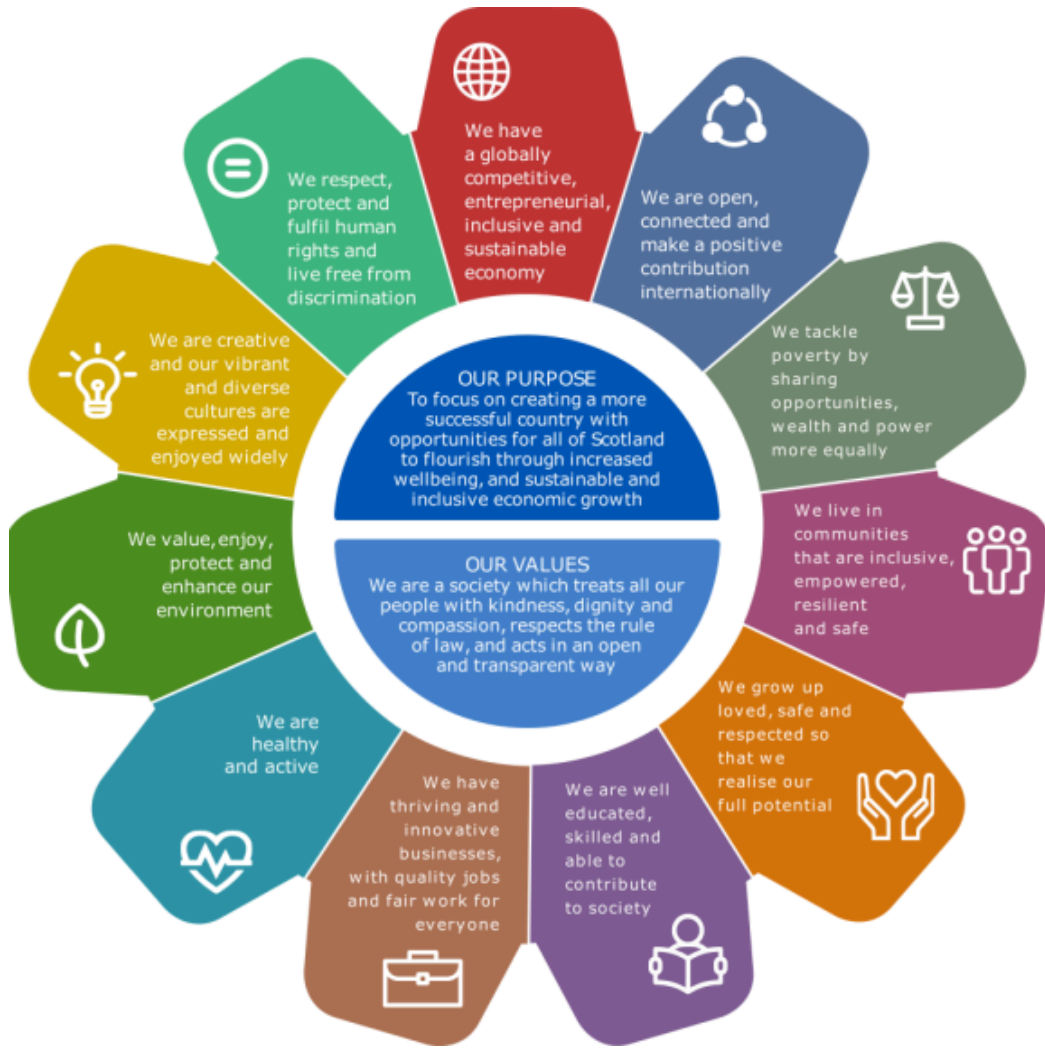 We have
a globally
competitive,
entrepreneurial,
inclusive and
sustainable
economy
We are open,
connected and
make a positive
contribution
internationally
We tackle
poverty by
sharing
opportunities,
wealth and power
more equally
We live in
communities
that are inclusive,
empowered,
resilient
and safe
We grow up
loved, safe and
respected so
that we
realise our
full potential
We are well
educated,
skilled and
able to
contribute
to society
We have
thriving and
innovative
businesses,
with quality jobs
and fair work for
everyone
We are
healthy
and active
We value, enjoy,
protect and
enhance our
environment
We are creative
and our vibrant
and diverse
cultures are
expressed and
enjoyed widely
We respect,
protect and
fulfil human
rights and
live free from
discrimination
OUR PURPOSE
To focus on creating a more
successful country with
opportunities for all of Scotland
to flourish through increased
wellbeing, and sustainable and
inclusive economic growth
OUR VALUES
We are a society which treats all our
people with kindness, dignity and
compassion, respects the rule
of law, and acts in an open
and transparent way